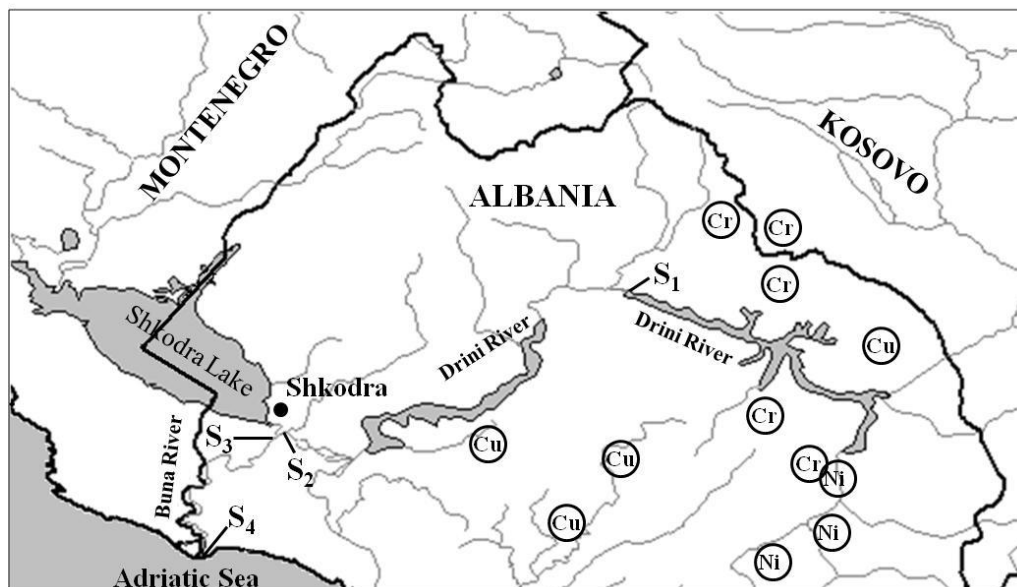 MONTENEGRO
KOSOVO
ALBANIA
Cr
Cr
S1
Cr
Shkodra Lake
Drini River
Drini River
Cu
Shkodra
Cr
S3
Cu
Cu
Cr
Ni
S2
Buna River
S4
Cu
Ni
Ni
Adriatic Sea